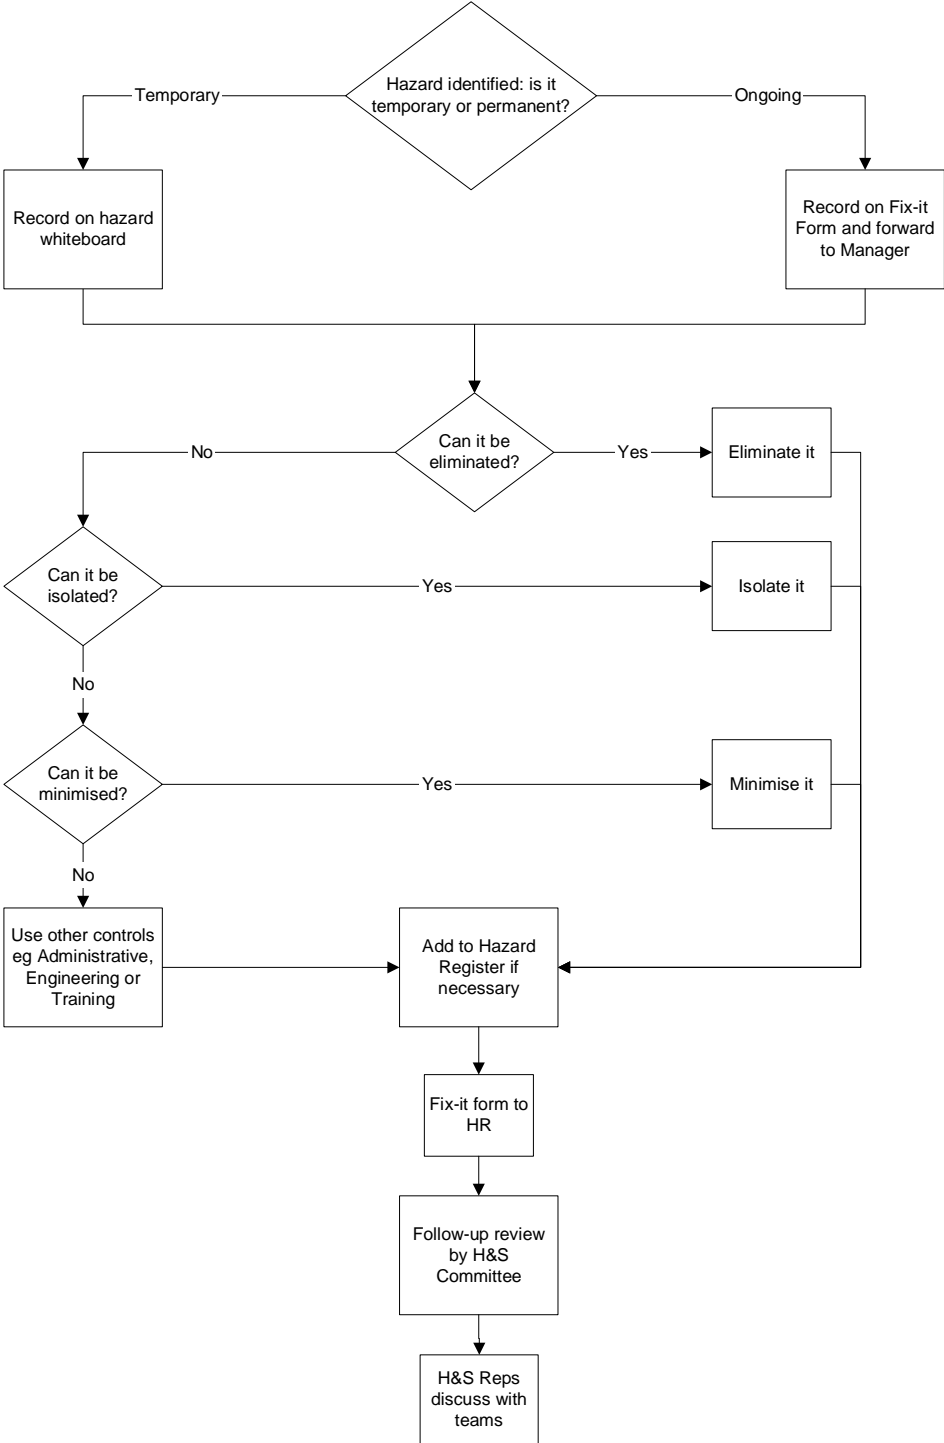 Hazard identified: is it
temporary or permanent?
Temporary
Ongoing
Record on hazard
whiteboard
Record on Fix-it
Form and forward
to Manager
Can it be
eliminated?
No
Yes
Eliminate it
Can it be
isolated?
Yes
Isolate it
No
Can it be
minimised?
Yes
Minimise it
No
Use other controls
eg Administrative,
Engineering or
Training
Add to Hazard
Register if
necessary
Fix-it form to
HR
Follow-up review
by H&S
Committee
H&S Reps
discuss with
teams